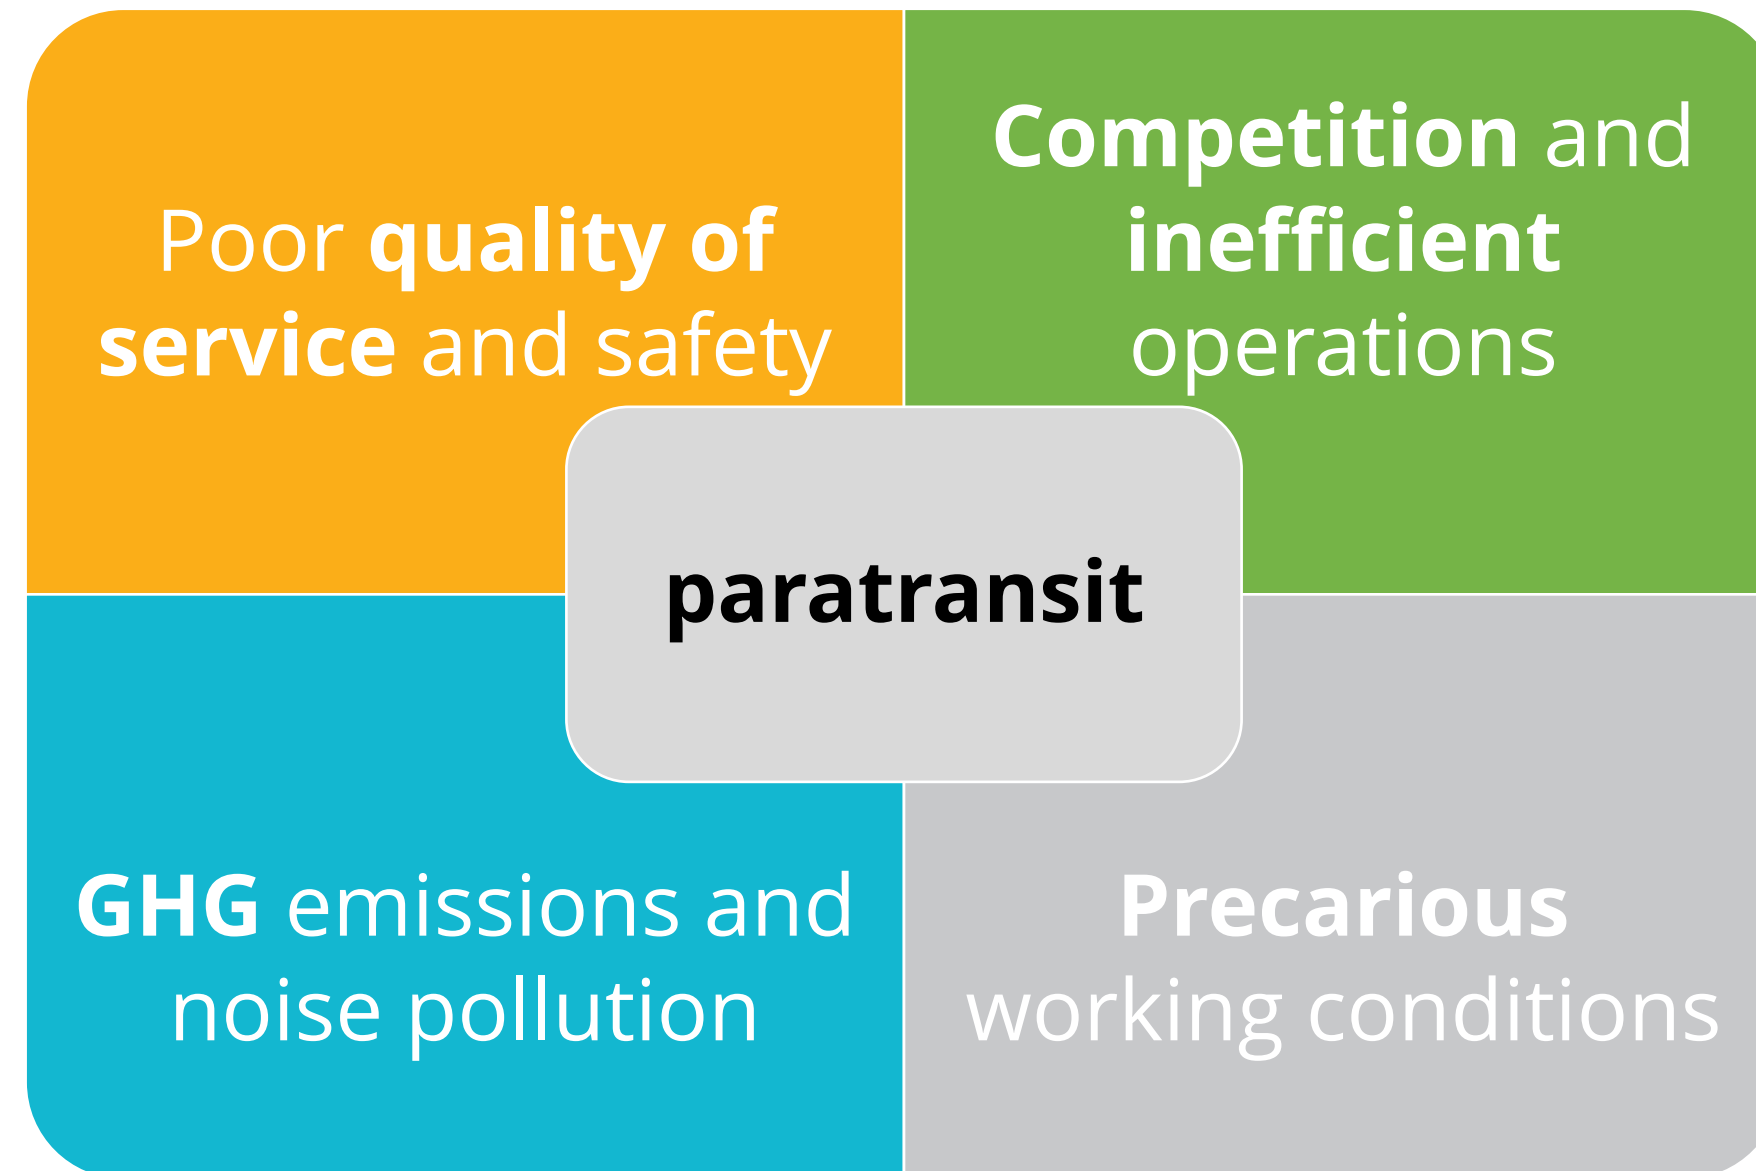 Poor quality of
service and safety
Competition and
inefficient
operations
paratransit
GHG emissions and
noise pollution
Precarious
working conditions